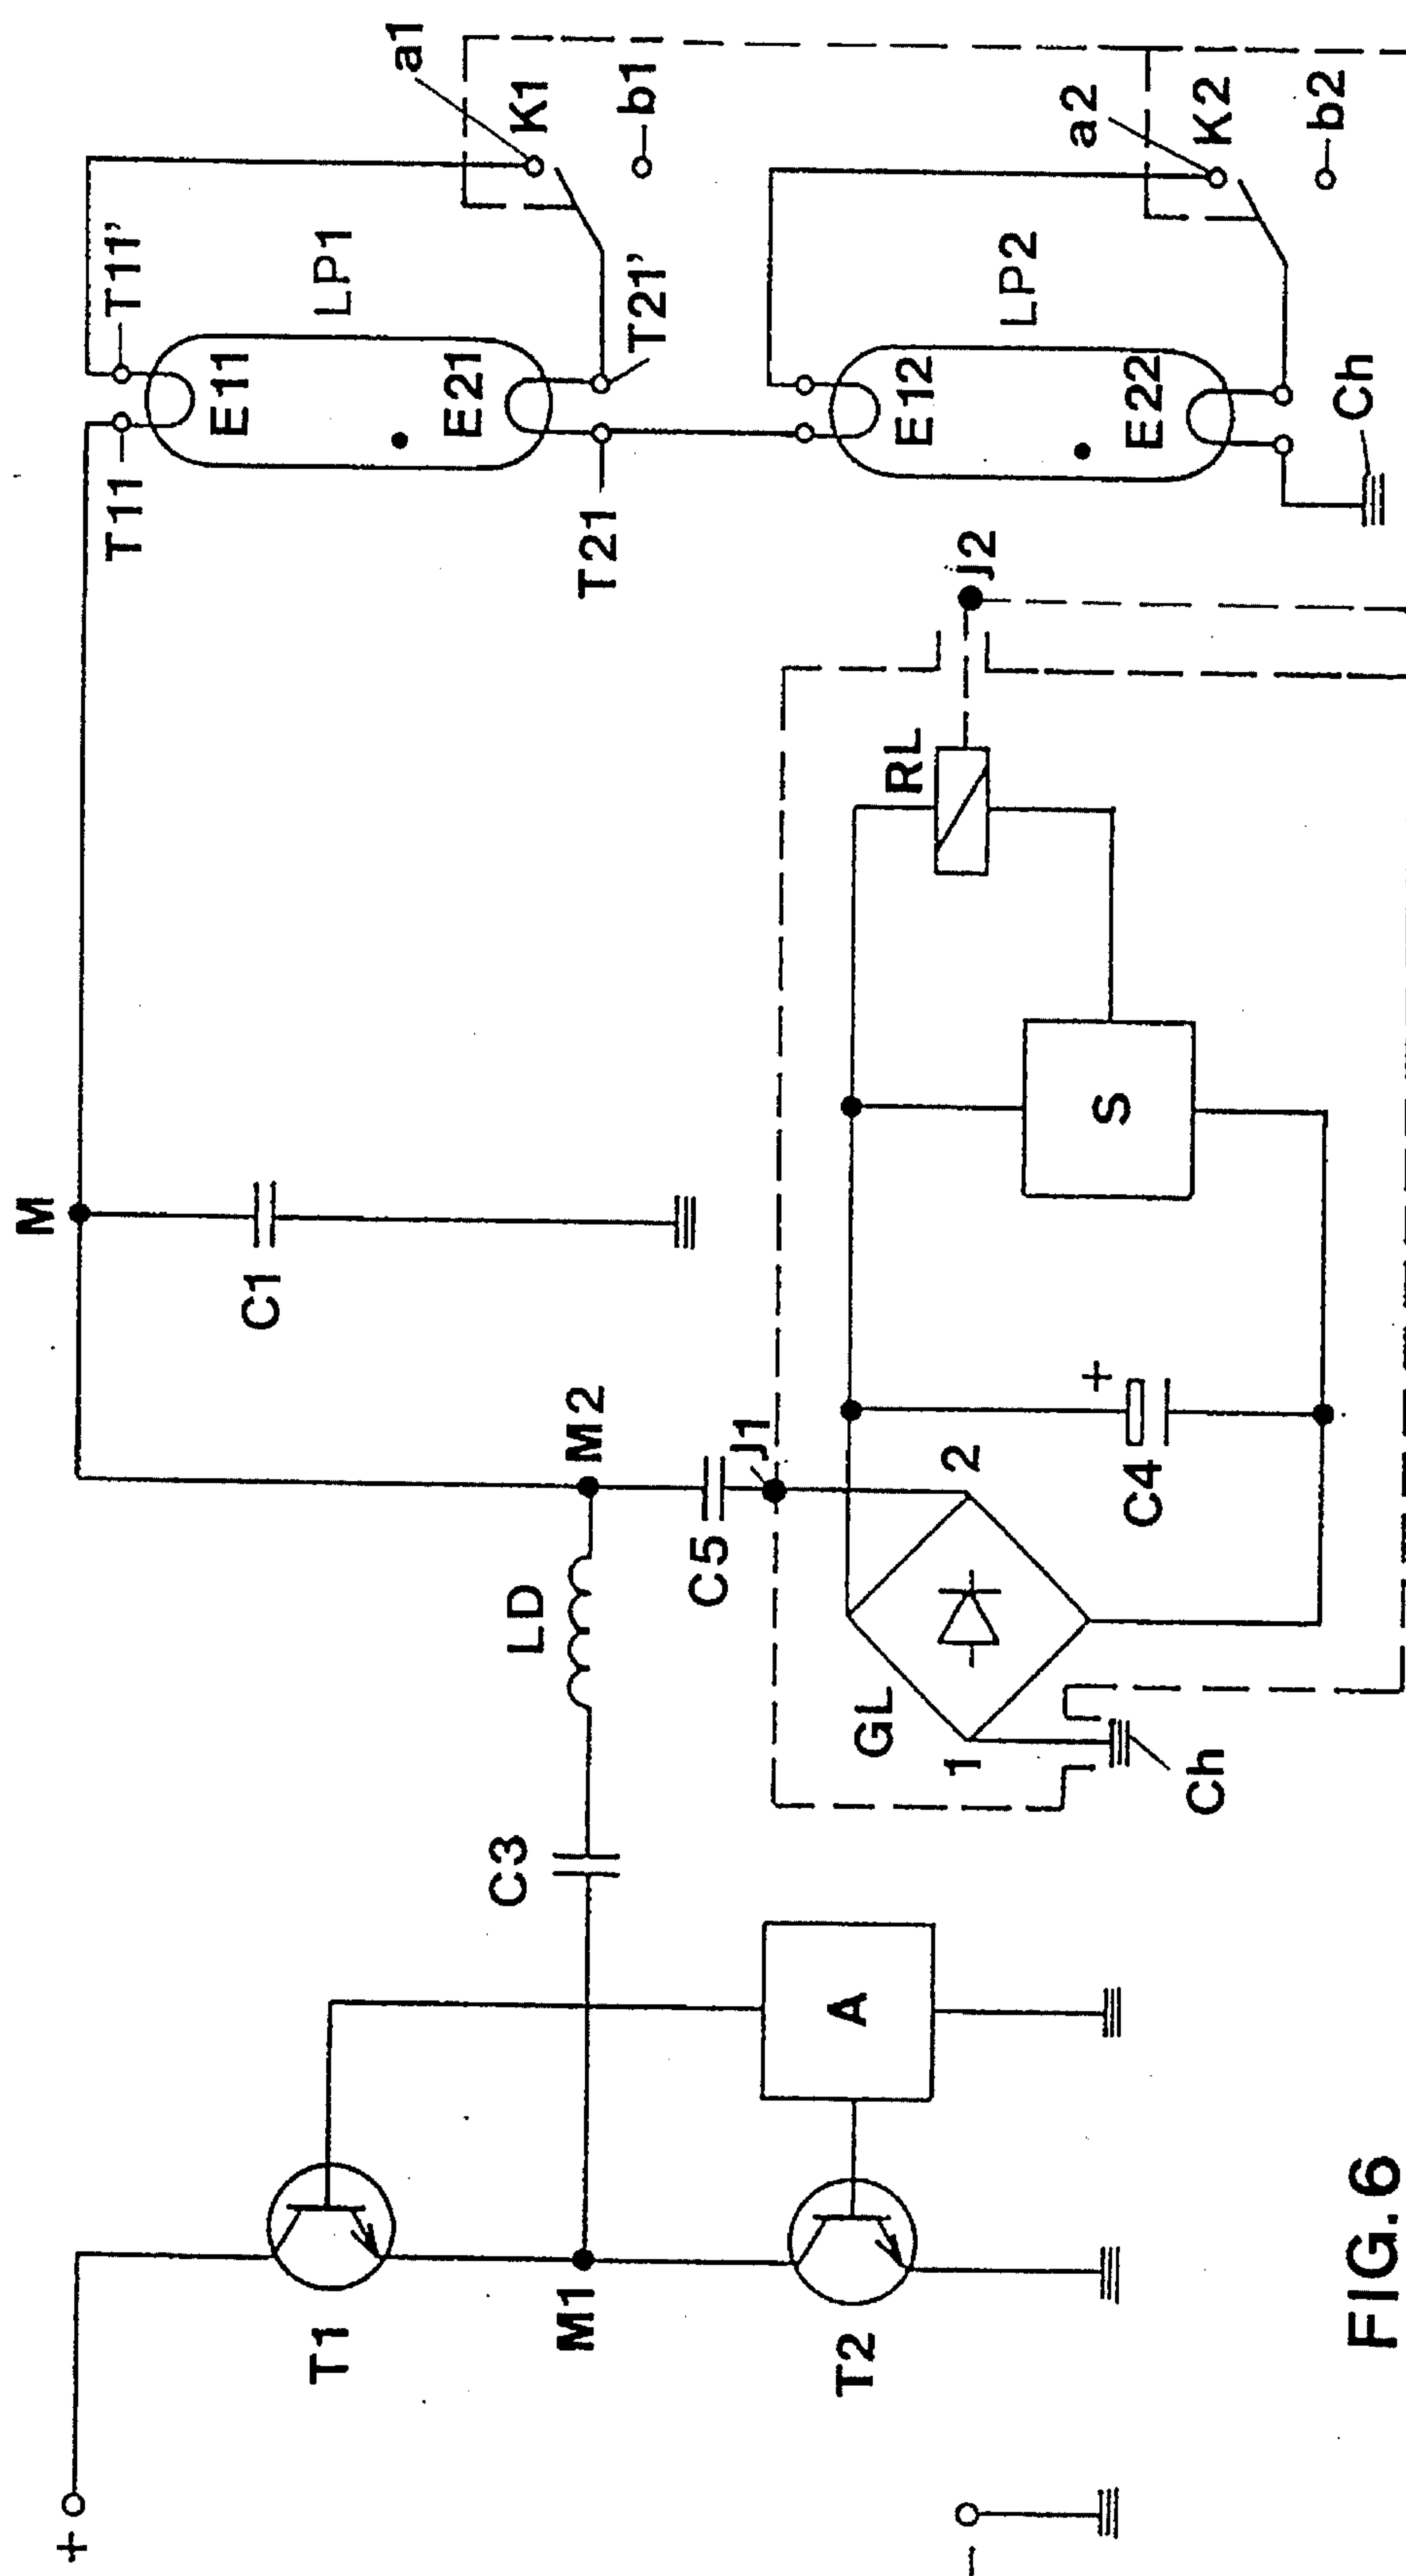 +
T1
M1
T2
-
A
C3
LD
M2
C5
j1
M
C1
GL
1
2
Ch
C4
+
S
RL
j2
T11
T11'
E11
LP1
E21
T21
T21'
a1
K1
b1
E12
LP2
E22
a2
K2
b2
Ch
FIG.6